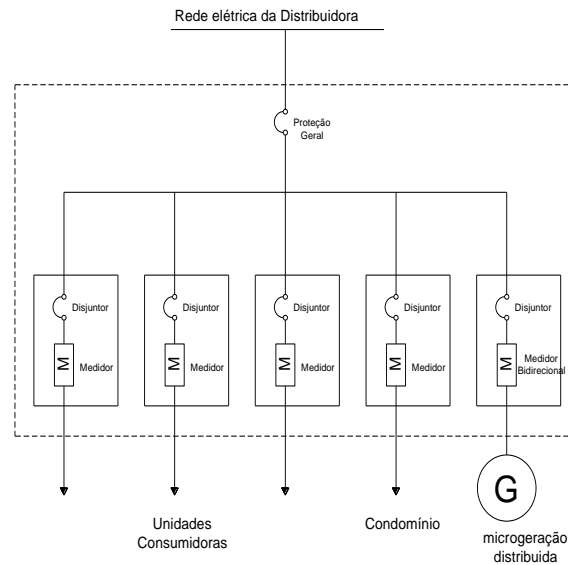 Rede elétrica da Distribuidora
Proteção
Geral
Disjuntor
Disjuntor
Disjuntor
Disjuntor
Disjuntor
M
Medidor
M
Medidor
M
Medidor
M
Medidor
M
Medidor
Bidirecional
Unidades
Consumidoras
Condomínio
G
microgeração
distribuida